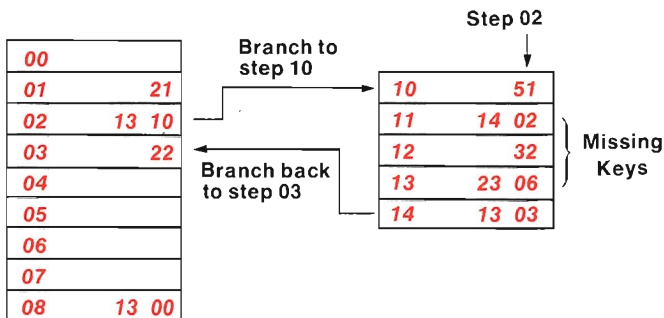 Step 02
Branch to
step 10
00
01 21
02 13 10
03 22
04
05
06
07
08 13 00
Branch back
to step 03
10 51
11 14 02
12 32
13 23 06
14 13 03
Missing
Keys